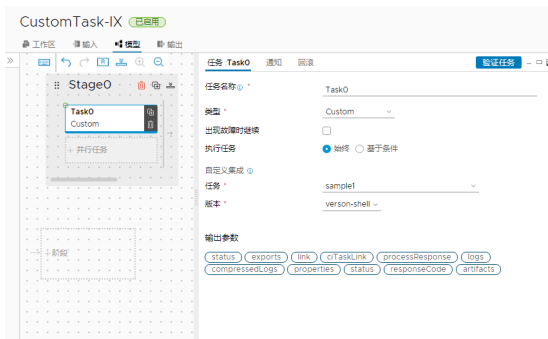 CustomTask-IX 已启用
工作区 输入 模型 输出
任务 Task0 通知 回滚 验证任务
Stage0
Task0
Custom
+ 并行任务
+ 阶段
任务名称 * Task0
类型 * Custom
出现故障时继续
执行任务 始终 基于条件
自定义集成
任务 * sample1
版本 * verson-shell
输出参数
status exports link ciTaskLink processResponse logs
compressedLogs properties status responseCode artifacts